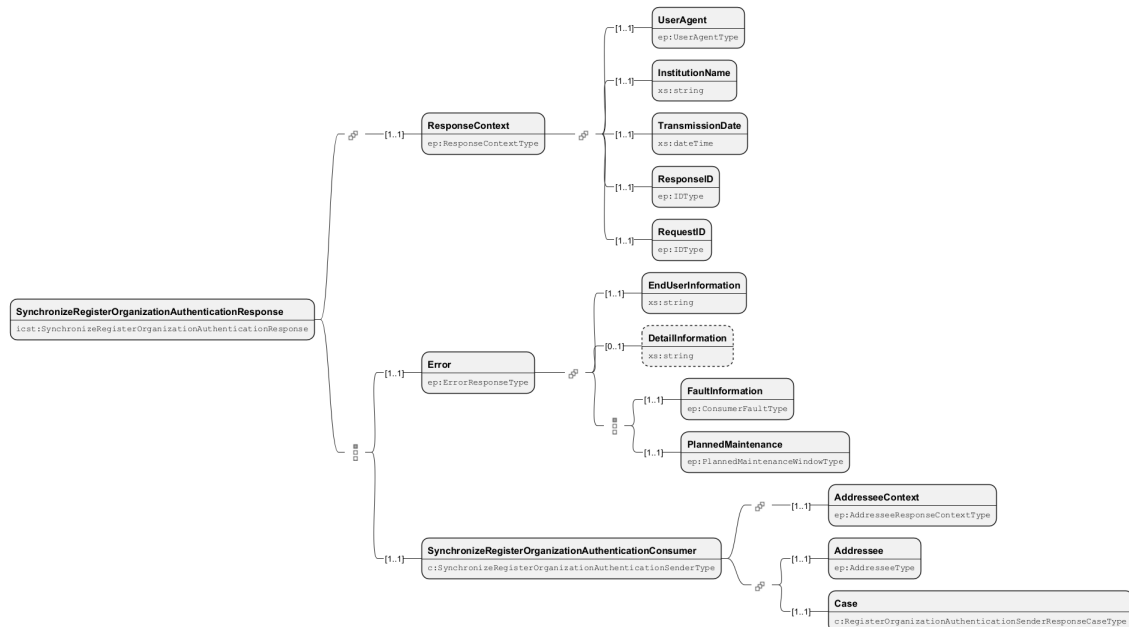 [1..1]
UserAgent
ep:UserAgentType
[1..1]
InstitutionName
xs:string
[1..1]
ResponseContext
ep:ResponseContextType
[1..1]
TransmissionDate
xs:dateTime
[1..1]
ResponseID
ep:IDType
[1..1]
RequestID
ep:IDType
SynchronizeRegisterOrganizationAuthenticationResponse
icst:SynchronizeRegisterOrganizationAuthenticationResponse
[1..1]
EndUserInformation
xs:string
[1..1]
Error
ep:ErrorResponseType
[0..1]
DetailInformation
xs:string
[1..1]
FaultInformation
ep:ConsumerFaultType
[1..1]
PlannedMaintenance
ep:PlannedMaintenanceWindowType
[1..1]
SynchronizeRegisterOrganizationAuthenticationConsumer
c:SynchronizeRegisterOrganizationAuthenticationSenderType
[1..1]
AddresseeContext
ep:AddresseeResponseContextType
[1..1]
Addressee
ep:AddresseeType
[1..1]
Case
c:RegisterOrganizationAuthenticationSenderResponseCaseType